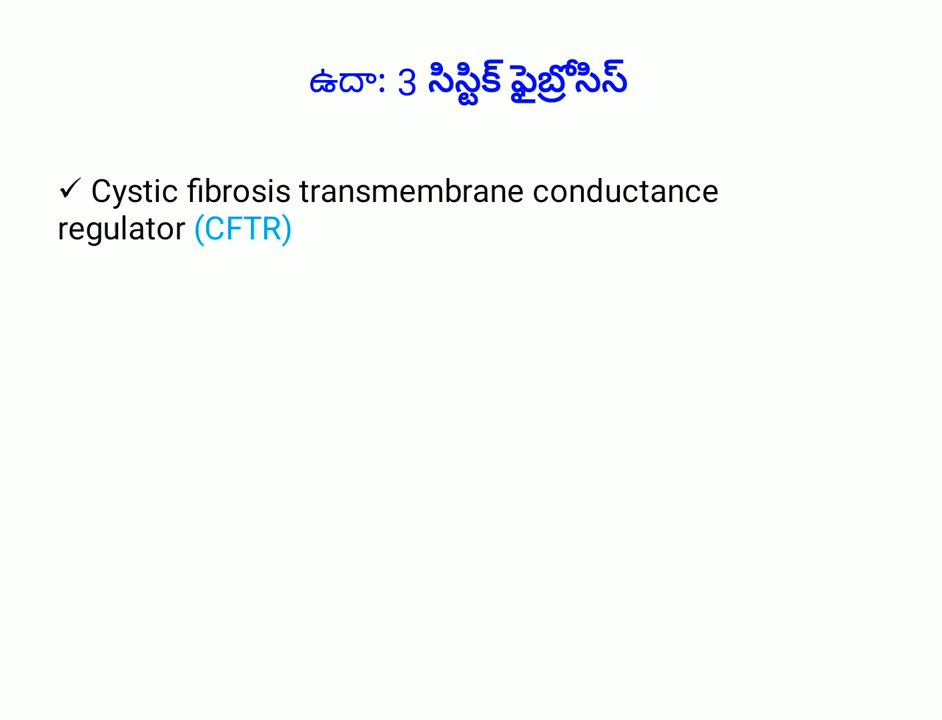 ఉదా: 3 సిస్టిక్ ఫైబ్రోసిస్
✓ Cystic fibrosis transmembrane conductance
regulator (CFTR)